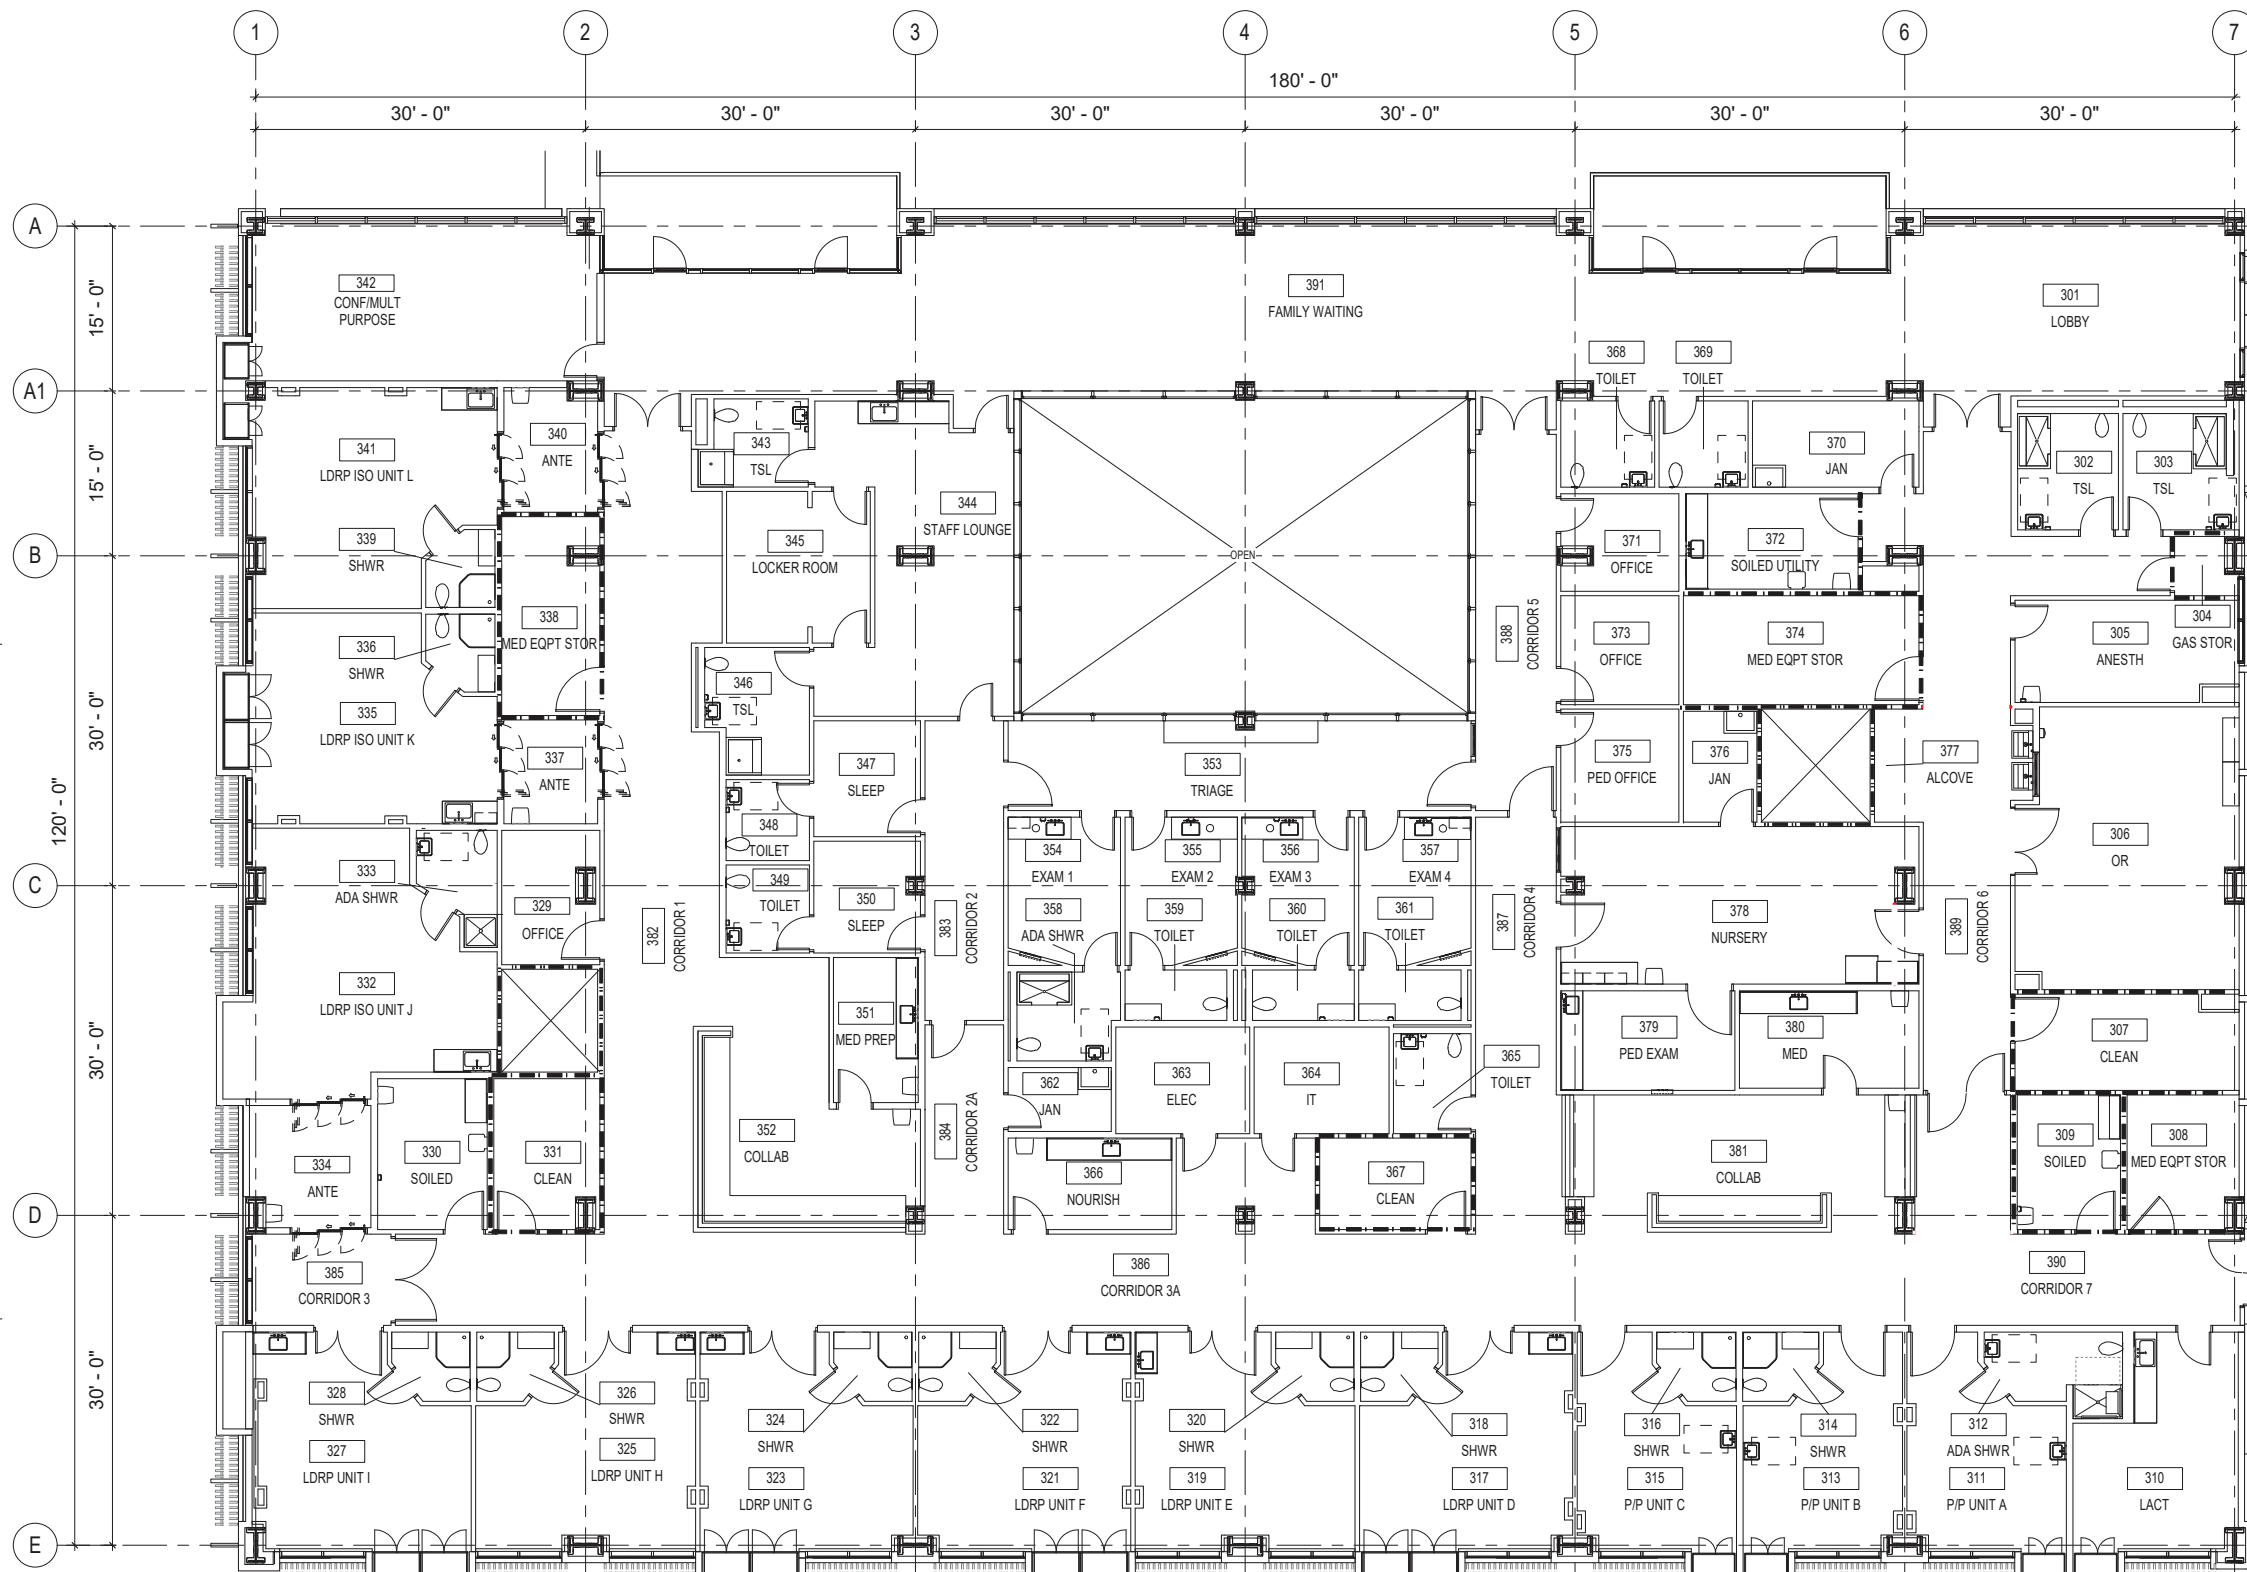 1 2 3 4 5 6 7
180' - 0"
30' - 0" 30' - 0" 30' - 0" 30' - 0" 30' - 0" 30' - 0"
A
A1
B
C
D
E
15' - 0"
15' - 0"
30' - 0"
30' - 0"
30' - 0"
120' - 0"
342
CONF/MULT
PURPOSE
391
FAMILY WAITING
301
LOBBY
368
TOILET
369
TOILET
341
LDRP ISO UNIT L
340
ANTE
343
TSL
344
STAFF LOUNGE
370
JAN
302
TSL
303
TSL
339
SHWR
338
MED EQPT STOR
345
LOCKER ROOM
OPEN
371
OFFICE
372
SOILED UTILITY
304
GAS STOR
336
SHWR
335
LDRP ISO UNIT K
337
ANTE
346
TSL
388
CORRIDOR 5
373
OFFICE
374
MED EQPT STOR
305
ANESTH
347
SLEEP
353
TRIAGE
375
PED OFFICE
376
JAN
377
ALCOVE
348
TOILET
349
TOILET
350
SLEEP
354
EXAM 1
355
EXAM 2
356
EXAM 3
357
EXAM 4
306
OR
333
ADA SHWR
329
OFFICE
382
CORRIDOR 1
383
CORRIDOR 2
358
ADA SHWR
359
TOILET
360
TOILET
361
TOILET
387
CORRIDOR 4
378
NURSERY
389
CORRIDOR 6
332
LDRP ISO UNIT J
351
MED PREP
379
PED EXAM
380
MED
307
CLEAN
362
JAN
363
ELEC
364
IT
365
TOILET
334
ANTE
330
SOILED
331
CLEAN
352
COLLAB
384
CORRIDOR 2A
366
NOURISH
367
CLEAN
381
COLLAB
309
SOILED
308
MED EQPT STOR
385
CORRIDOR 3
386
CORRIDOR 3A
390
CORRIDOR 7
328
SHWR
326
SHWR
324
SHWR
322
SHWR
320
SHWR
318
SHWR
316
SHWR
314
SHWR
312
ADA SHWR
327
LDRP UNIT I
325
LDRP UNIT H
323
LDRP UNIT G
321
LDRP UNIT F
319
LDRP UNIT E
317
LDRP UNIT D
315
P/P UNIT C
313
P/P UNIT B
311
P/P UNIT A
310
LACT